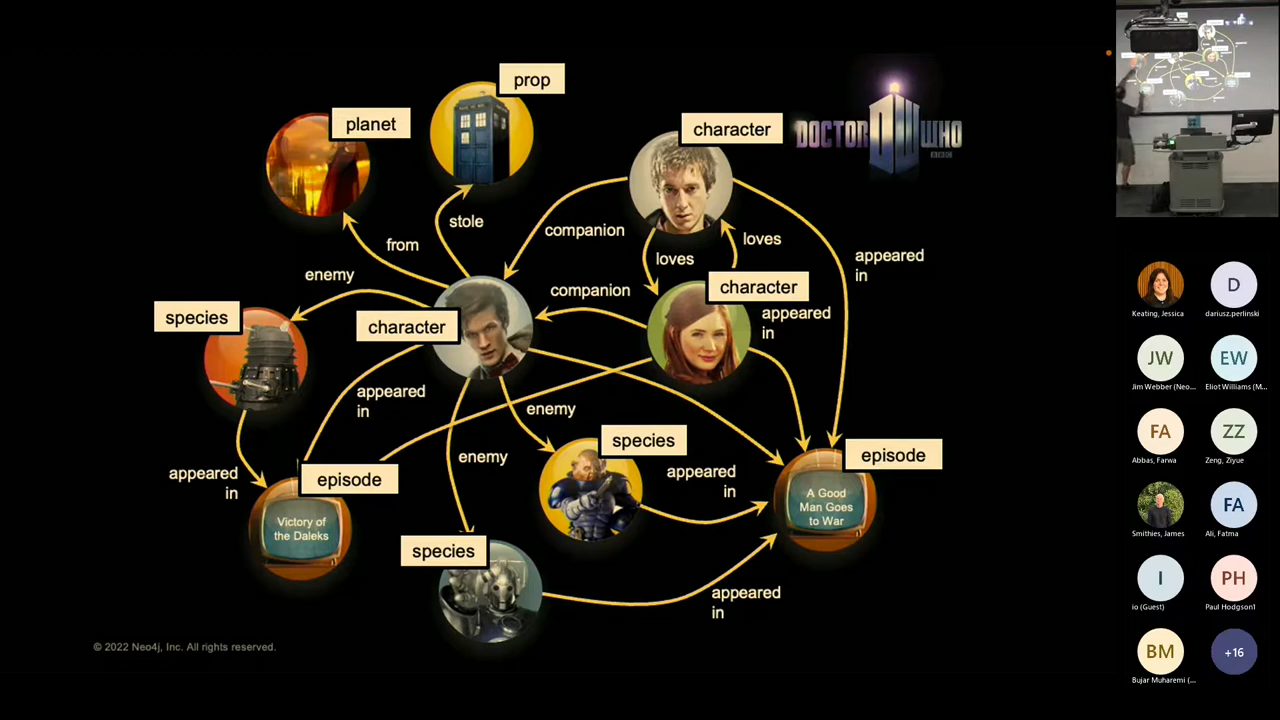 prop
planet
character
DOCTOR DW WHO
BBC
stole
companion
loves
from
loves
appeared
in
enemy
companion
character
species
character
appeared
in
appeared
in
enemy
species
enemy
appeared
in
episode
appeared
in
episode
A Good
Man Goes
to War
Victory of
the Daleks
species
appeared
in
© 2022 Neo4j, Inc. All rights reserved.
Keating, Jessica
D
dariusz.perlinski
JW
Jim Webber (Neo...
EW
Eliot Williams (M...
FA
Abbas, Farwa
ZZ
Zeng, Ziyue
Smithies, James
FA
Ali, Fatma
I
io (Guest)
PH
Paul Hodgson1
BM
Bujar Muharemi (...
+16